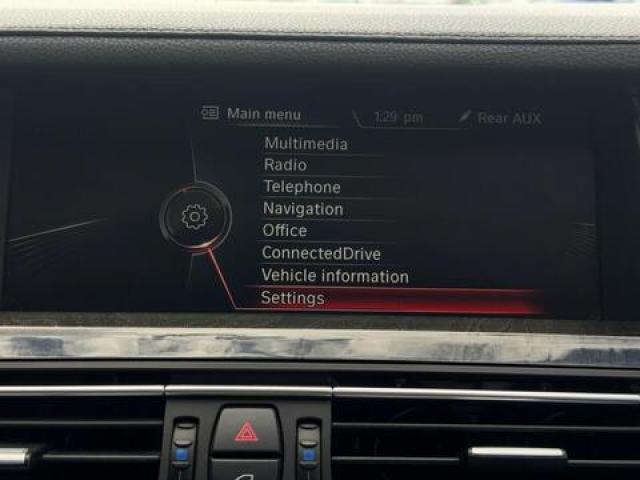 Main menu 1:29 pm Rear AUX
Multimedia
Radio
Telephone
Navigation
Office
ConnectedDrive
Vehicle information
Settings